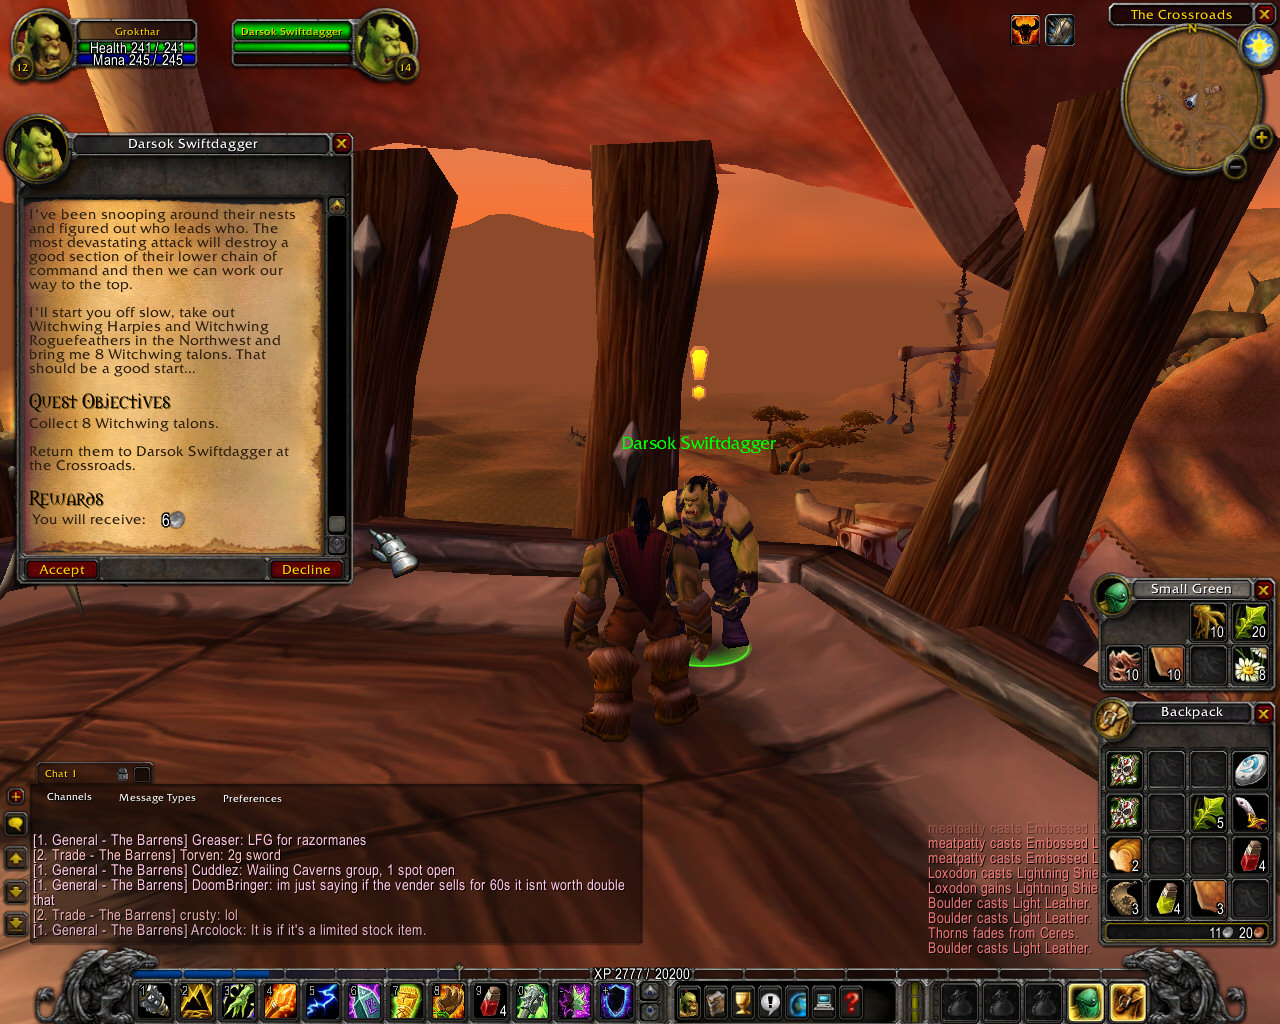 Grokthar
Health 241 / 241
Mana 245 / 245
12
Darsok Swiftdagger
14
The Crossroads
N
Darsok Swiftdagger
I've been snooping around their nests
and figured out who leads who. The
most devastating attack will destroy a
good section of their lower chain of
command and then we can work our
way to the top.
I'll start you off slow, take out
Witchwing Harpies and Witchwing
Roguefeathers in the Northwest and
bring me 8 Witchwing talons. That
should be a good start...
Quest Objectives
Collect 8 Witchwing talons.
Return them to Darsok Swiftdagger at
the Crossroads.
Rewards
You will receive: 6
Accept
Decline
Darsok Swiftdagger
Small Green
10 20
10 10 8
Backpack
5
2 4
3 4 3
11 20
Chat 1
Channels Message Types Preferences
[1. General - The Barrens] Greaser: LFG for razormanes
[2. Trade - The Barrens] Torven: 2g sword
[1. General - The Barrens] Cuddlez: Wailing Caverns group, 1 spot open
[1. General - The Barrens] DoomBringer: im just saying if the vender sells for 60s it isnt worth double
that
[2. Trade - The Barrens] crusty: lol
[1. General - The Barrens] Arcolock: It is if it's a limited stock item.
meatpatty casts Embossed L
meatpatty casts Embossed L
meatpatty casts Embossed L
Loxodon casts Lightning Shie
Loxodon gains Lightning Shie
Boulder casts Light Leather.
Boulder casts Light Leather.
Thorns fades from Ceres.
Boulder casts Light Leather.
XP 2777 / 20200
1 2 3 4 5 6 7 8 9 4 0 - +